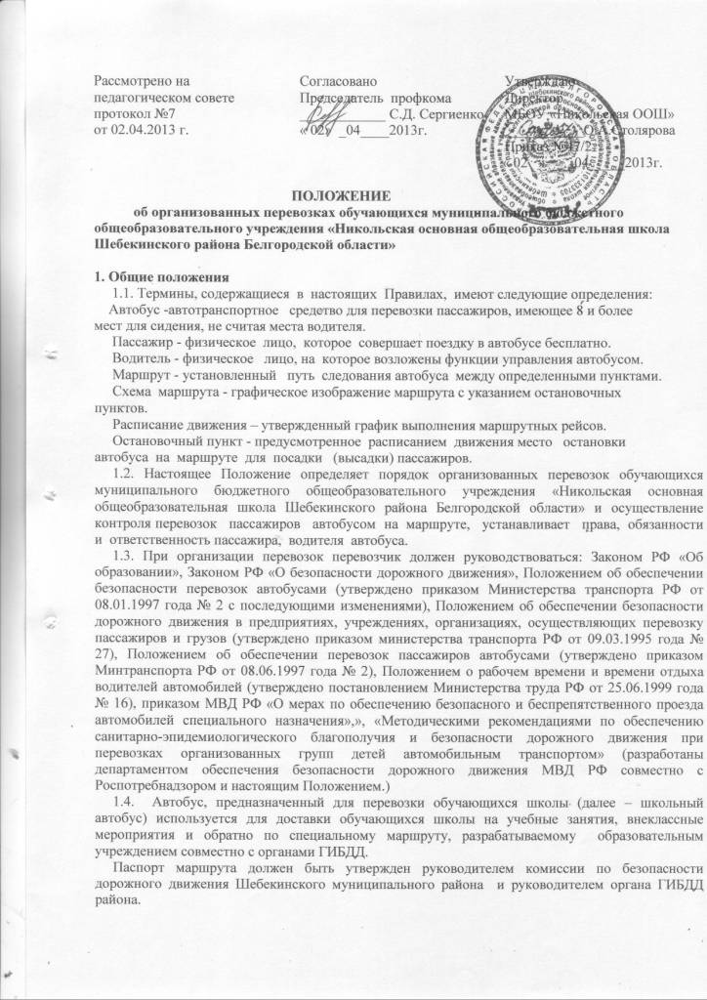 Рассмотрено на
педагогическом совете
протокол №7
от 02.04.2013 г.
Согласовано
Председатель профкома
____________ С.Д. Сергиенко
«_02»_ _04____2013г.
Утверждаю
Директор
МБОУ «Никольская ООШ»
О.А.Столярова
Приказ №47/2
«02 04 2013г.
ПОЛОЖЕНИЕ
об организованных перевозках обучающихся муниципального бюджетного
общеобразовательного учреждения «Никольская основная общеобразовательная школа
Шебекинского района Белгородской области»
1. Общие положения
1.1. Термины, содержащиеся в настоящих Правилах, имеют следующие определения:
Автобус -автотранспортное средство для перевозки пассажиров, имеющее 8 и более
мест для сидения, не считая места водителя.
Пассажир - физическое лицо, которое совершает поездку в автобусе бесплатно.
Водитель - физическое лицо, на которое возложены функции управления автобусом.
Маршрут - установленный путь следования автобуса между определенными пунктами.
Схема маршрута - графическое изображение маршрута с указанием остановочных
пунктов.
Расписание движения – утвержденный график выполнения маршрутных рейсов.
Остановочный пункт - предусмотренное расписанием движения место остановки
автобуса на маршруте для посадки (высадки) пассажиров.
1.2. Настоящее Положение определяет порядок организованных перевозок обучающихся
муниципального бюджетного общеобразовательного учреждения «Никольская основная
общеобразовательная школа Шебекинского района Белгородской области» и осуществление
контроля перевозок пассажиров автобусом на маршруте, устанавливает права, обязанности
и ответственность пассажира, водителя автобуса.
1.3. При организации перевозок перевозчик должен руководствоваться: Законом РФ «Об
образовании», Законом РФ «О безопасности дорожного движения», Положением об обеспечении
безопасности перевозок автобусами (утверждено приказом Министерства транспорта РФ от
08.01.1997 года № 2 с последующими изменениями), Положением об обеспечении безопасности
дорожного движения в предприятиях, учреждениях, организациях, осуществляющих перевозку
пассажиров и грузов (утверждено приказом министерства транспорта РФ от 09.03.1995 года №
27), Положением об обеспечении перевозок пассажиров автобусами (утверждено приказом
Минтранспорта РФ от 08.06.1997 года № 2), Положением о рабочем времени и времени отдыха
водителей автомобилей (утверждено постановлением Министерства труда РФ от 25.06.1999 года
№ 16), приказом МВД РФ «О мерах по обеспечению безопасного и беспрепятственного проезда
автомобилей специального назначения»,», «Методическими рекомендациями по обеспечению
санитарно-эпидемиологического благополучия и безопасности дорожного движения при
перевозках организованных групп детей автомобильным транспортом» (разработаны
департаментом обеспечения безопасности дорожного движения МВД РФ совместно с
Роспотребнадзором и настоящим Положением.)
1.4. Автобус, предназначенный для перевозки обучающихся школы (далее – школьный
автобус) используется для доставки обучающихся школы на учебные занятия, внеклассные
мероприятия и обратно по специальному маршруту, разрабатываемому образовательным
учреждением совместно с органами ГИБДД.
Паспорт маршрута должен быть утвержден руководителем комиссии по безопасности
дорожного движения Шебекинского муниципального района и руководителем органа ГИБДД
района.